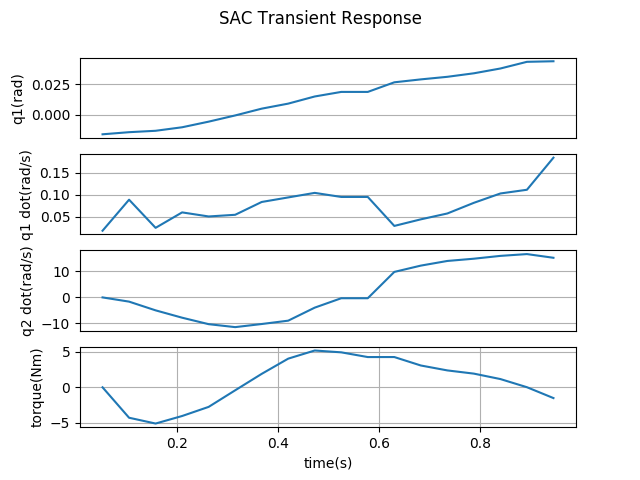 SAC Transient Response
q1(rad)
0.025
0.000
q1 dot(rad/s)
0.15
0.10
0.05
q2 dot(rad/s)
10
0
−10
torque(Nm)
5
0
−5
0.2 0.4 0.6 0.8
time(s)